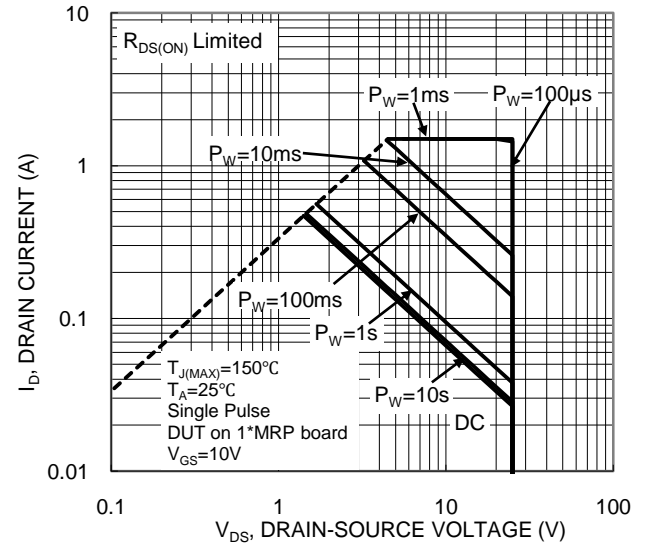 10
R_DS(ON) Limited
P_W=1ms
P_W=100µs
1
P_W=10ms
I_D, DRAIN CURRENT (A)
P_W=100ms
0.1
P_W=1s
T_J(MAX)=150℃
T_A=25℃
Single Pulse
DUT on 1*MRP board
V_GS=10V
P_W=10s
DC
0.01
0.1
1
10
100
V_DS, DRAIN-SOURCE VOLTAGE (V)